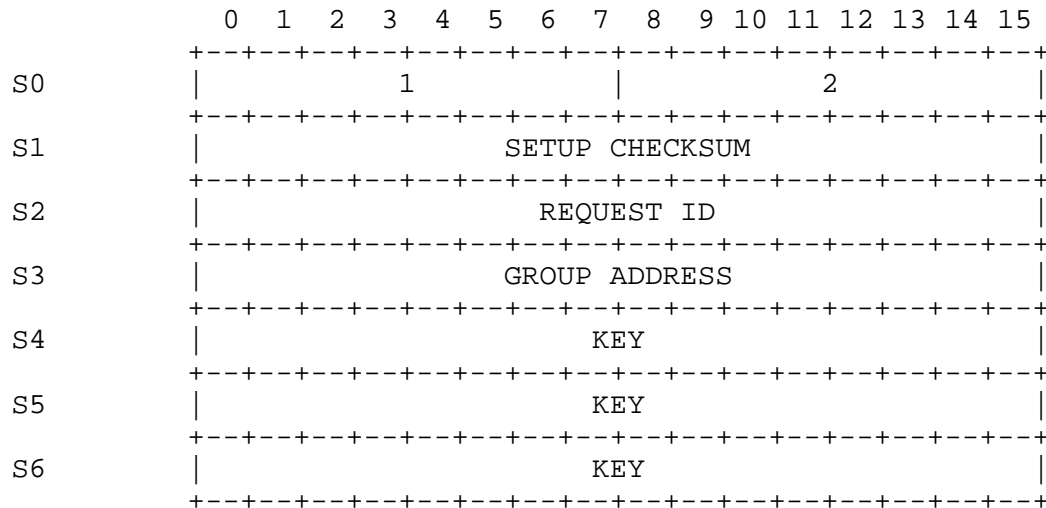 0  1  2  3  4  5  6  7  8  9 10 11 12 13 14 15
+--+--+--+--+--+--+--+--+--+--+--+--+--+--+--+--+
S0 | 1 | 2 |
+--+--+--+--+--+--+--+--+--+--+--+--+--+--+--+--+
S1 | SETUP CHECKSUM |
+--+--+--+--+--+--+--+--+--+--+--+--+--+--+--+--+
S2 | REQUEST ID |
+--+--+--+--+--+--+--+--+--+--+--+--+--+--+--+--+
S3 | GROUP ADDRESS |
+--+--+--+--+--+--+--+--+--+--+--+--+--+--+--+--+
S4 | KEY |
+--+--+--+--+--+--+--+--+--+--+--+--+--+--+--+--+
S5 | KEY |
+--+--+--+--+--+--+--+--+--+--+--+--+--+--+--+--+
S6 | KEY |
+--+--+--+--+--+--+--+--+--+--+--+--+--+--+--+--+